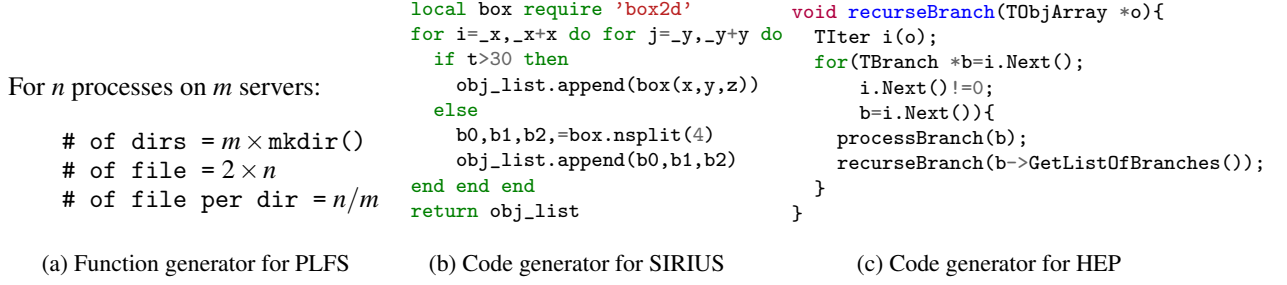 For n processes on m servers:
# of dirs = m × mkdir()
# of file = 2 × n
# of file per dir = n/m
(a) Function generator for PLFS
local box require ’box2d’
for i=_x,_x+x do for j=_y,_y+y do
if t>30 then
obj_list.append(box(x,y,z))
else
b0,b1,b2,=box.nsplit(4)
obj_list.append(b0,b1,b2)
end end end
return obj_list
(b) Code generator for SIRIUS
void recurseBranch(TObjArray *o){
TIter i(o);
for(TBranch *b=i.Next();
i.Next()!=0;
b=i.Next()){
processBranch(b);
recurseBranch(b->GetListOfBranches());
}
}
(c) Code generator for HEP